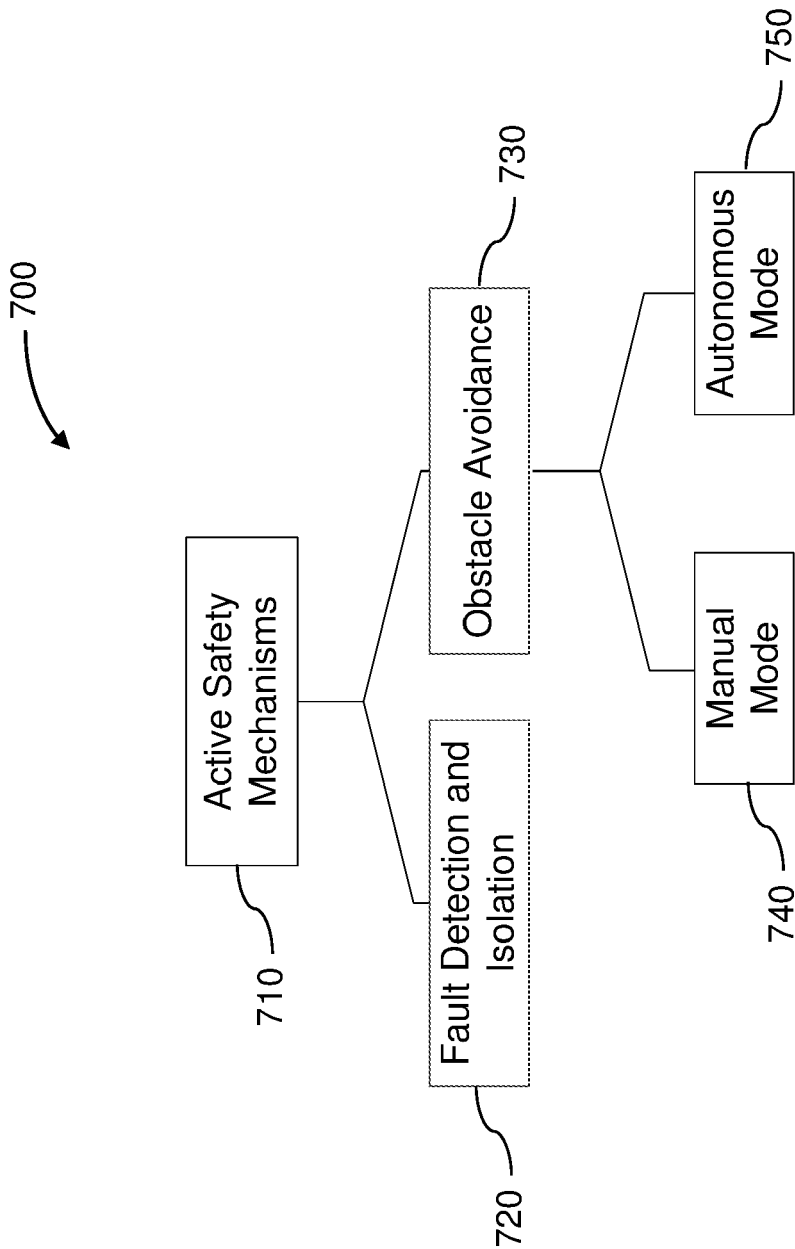 700
Active Safety
Mechanisms
710
Fault Detection and
Isolation
720
Obstacle Avoidance
730
Manual
Mode
740
Autonomous
Mode
750